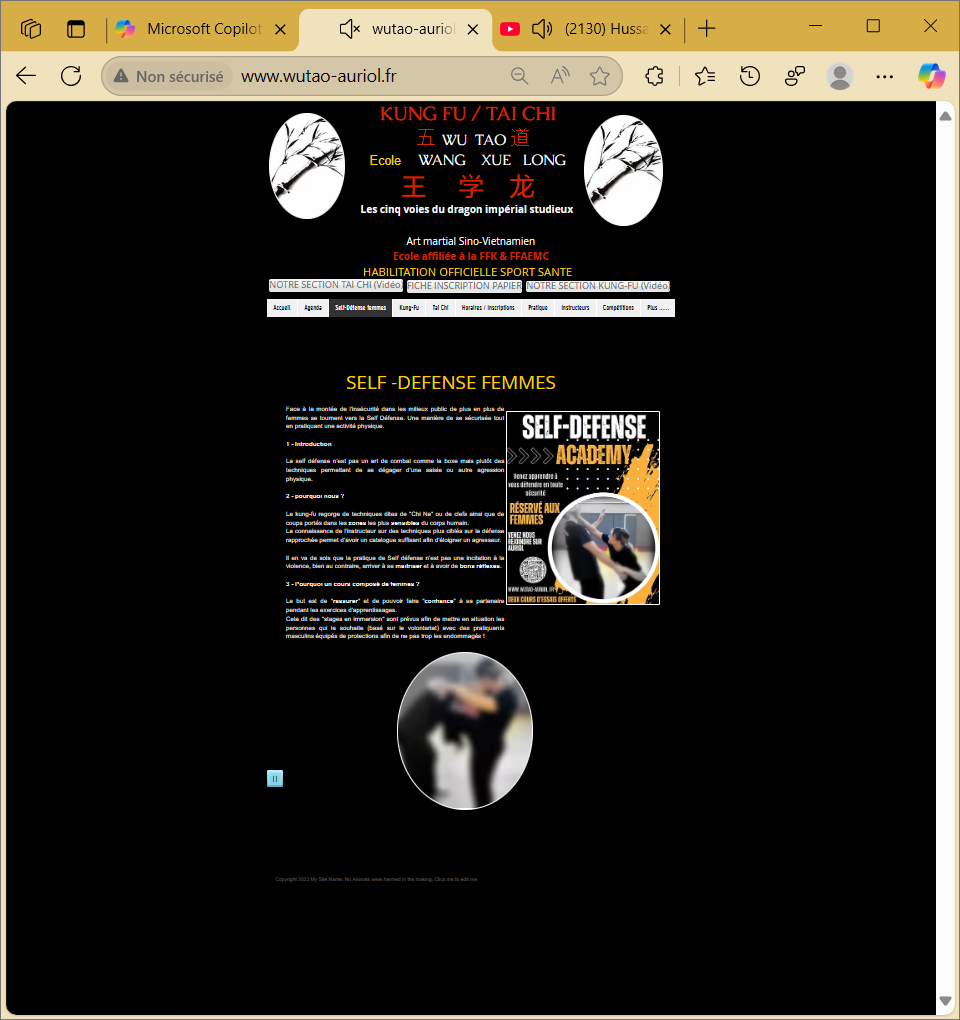 Microsoft Copilot
wutao-auriol
(2130) Hussa
Non sécurisé
www.wutao-auriol.fr
KUNG FU / TAI CHI
五 WU TAO 道
Ecole WANG XUE LONG
王 学 龙
Les cinq voies du dragon impérial studieux
Art martial Sino-Vietnamien
Ecole affiliée à la FFK & FFAEMC
HABILITATION OFFICIELLE SPORT SANTE
NOTRE SECTION TAI CHI (Vidéo) FICHE INSCRIPTION PAPIER NOTRE SECTION KUNG-FU (Vidéo)
Accueil Agenda Self-Défense femmes Kung-Fu Tai Chi Horaires / Inscriptions Pratique Instructeurs Compétitions Plus ......
SELF -DEFENSE FEMMES
Face à la montée de l'insécurité dans les milieux public de plus en plus de
femmes se tournent vers la Self Défense. Une manière de se sécurisée tout
en pratiquant une activité physique.
1 - Introduction
La self défense n'est pas un art de combat comme la boxe mais plutôt des
techniques permettant de se dégager d'une saisie ou autre agression
physique.
2 - pourquoi nous ?
Le kung-fu regorge de techniques dites de "Chi Na" ou de clefs ainsi que de
coups portés dans les zones les plus sensibles du corps humain.
La connaissance de l'instructeur sur des techniques plus ciblés sur la défense
rapprochée permet d'avoir un catalogue suffisant afin d'éloigner un agresseur.
Il en va de sois que la pratique de Self défense n'est pas une incitation à la
violence, bien au contraire, arriver à se maitriser et à avoir de bons réflexes.
3 - Pourquoi un cours composé de femmes ?
Le but est de "rassurer" et de pouvoir faire "confiance" à sa partenaire
pendant les exercices d'apprentissages.
Cela dit des "stages en immersion" sont prévus afin de mettre en situation les
personnes qui le souhaite (basé sur le volontariat) avec des pratiquants
masculins équipés de protections afin de ne pas trop les endommagés !
SELF-DEFENSE
ACADEMY
Venez apprendre à
vous défendre en toute
sécurité
RÉSERVÉ AUX
FEMMES
VENEZ NOUS
REJOINDRE SUR
AURIOL
WWW.WUTAO-AURIOL.FR
DEUX COURS D'ESSAIS OFFERTS
Copyright 2023 My Site Name. No Animals were harmed in the making. Click me to edit me.